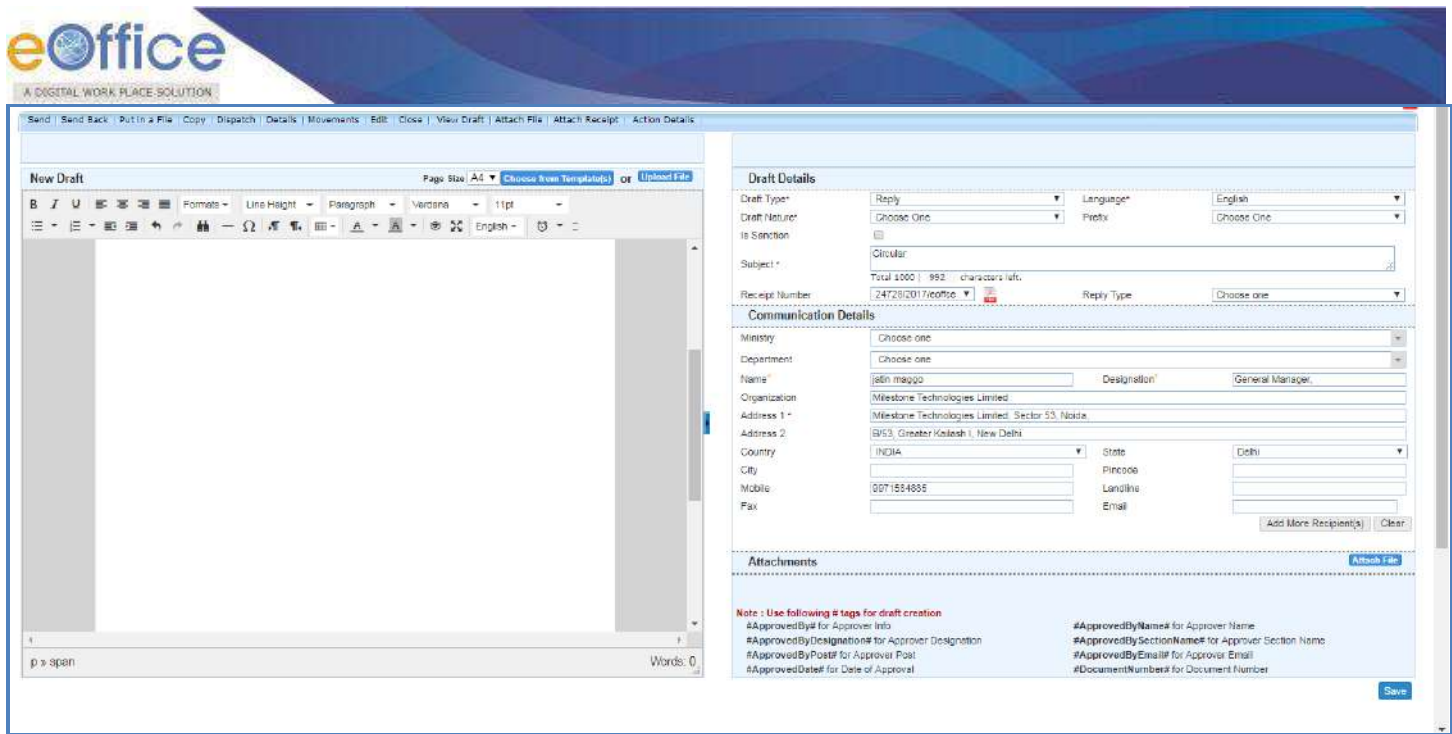 eOffice
A DIGITAL WORK PLACE SOLUTION
Send | Send Back | Put in a File | Copy | Dispatch | Details | Movements | Edit | Close | View Draft | Attach File | Attach Receipt | Action Details
New Draft Page Size A4 Choose from Template(s) or Upload File
B I U Formats Line Height Paragraph Verdana 11pt
Ω A A English
p » span Words: 0
Draft Details
Draft Type* Reply Language* English
Draft Nature* Choose One Prefix Choose One
Is Sanction
Subject * Circular
Total 1000 | 992 characters left.
Receipt Number 24728/2017/eoffice Reply Type Choose one
Communication Details
Ministry Choose one
Department Choose one
Name* jatin maggo Designation* General Manager,
Organization Milestone Technologies Limited
Address 1 * Milestone Technologies Limited, Sector 53, Noida,
Address 2 B/53, Greater Kailash I, New Delhi
Country INDIA State Delhi
City Pincode
Mobile Landline
Fax Email
Add More Recipient(s) Clear
Attachments Attach File
Note : Use following # tags for draft creation
#ApprovedBy# for Approver Info #ApprovedByName# for Approver Name
#ApprovedByDesignation# for Approver Designation #ApprovedBySectionName# for Approver Section Name
#ApprovedByPost# for Approver Post #ApprovedByEmail# for Approver Email
#ApprovedDate# for Date of Approval #DocumentNumber# for Document Number
Save